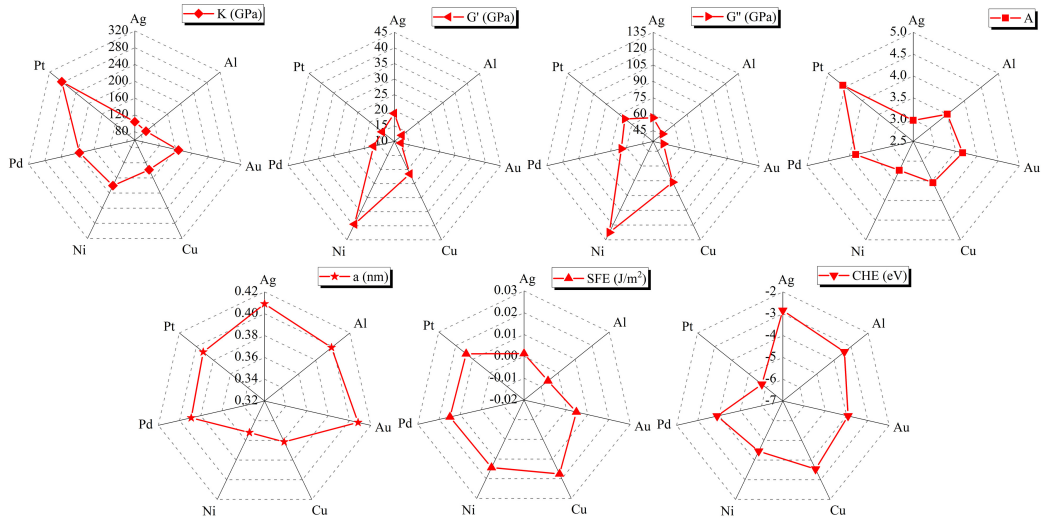 K (GPa)
Ag
320
280
240
200
160
120
80
Al
Au
Cu
Ni
Pd
Pt
G' (GPa)
Ag
45
40
35
30
25
20
15
10
Al
Au
Cu
Ni
Pd
Pt
G'' (GPa)
Ag
135
120
105
90
75
60
45
30
Al
Au
Cu
Ni
Pd
Pt
A
Ag
5.0
4.5
4.0
3.5
3.0
2.5
Al
Au
Cu
Ni
Pd
Pt
a (nm)
Ag
0.42
0.40
0.38
0.36
0.34
0.32
Al
Au
Cu
Ni
Pd
Pt
SFE (J/m²)
Ag
0.03
0.02
0.01
0.00
-0.01
-0.02
Al
Au
Cu
Ni
Pd
Pt
CHE (eV)
Ag
-2
-3
-4
-5
-6
-7
Al
Au
Cu
Ni
Pd
Pt